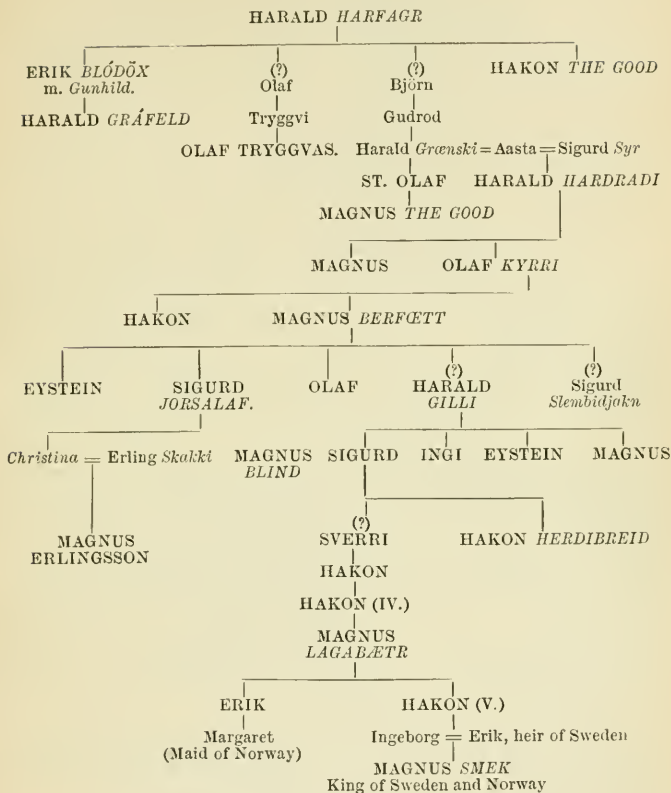 HARALD HARFAGR
ERIK BLÓDÖX (?) (?) HAKON THE GOOD
m. Gunhild. Olaf Björn
HARALD GRÁFELD Tryggvi Gudrod
OLAF TRYGGVAS. Harald Grœnski = Aasta = Sigurd Syr
ST. OLAF HARALD HARDRADI
MAGNUS THE GOOD
MAGNUS OLAF KYRRI
HAKON MAGNUS BERFŒTT
(?) (?)
EYSTEIN SIGURD OLAF HARALD Sigurd
JORSALAF. GILLI Slembidjakn
Christina = Erling Skakki MAGNUS SIGURD INGI EYSTEIN MAGNUS
BLIND
(?)
MAGNUS SVERRI HAKON HERDIBREID
ERLINGSSON
HAKON
HAKON (IV.)
MAGNUS
LAGABÆTR
ERIK HAKON (V.)
Margaret Ingeborg = Erik, heir of Sweden
(Maid of Norway)
MAGNUS SMEK
King of Sweden and Norway